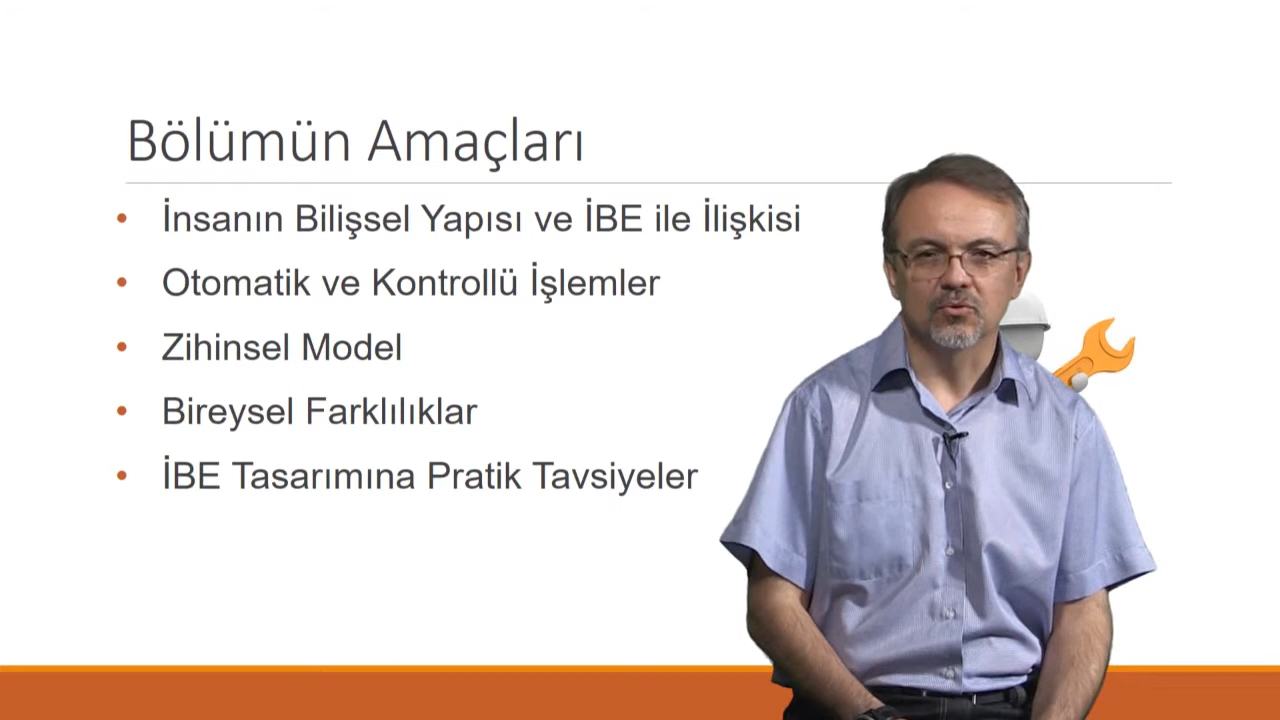 Bölümün Amaçları
• İnsanın Bilişsel Yapısı ve İBE ile İlişkisi
• Otomatik ve Kontrollü İşlemler
• Zihinsel Model
• Bireysel Farklılıklar
• İBE Tasarımına Pratik Tavsiyeler